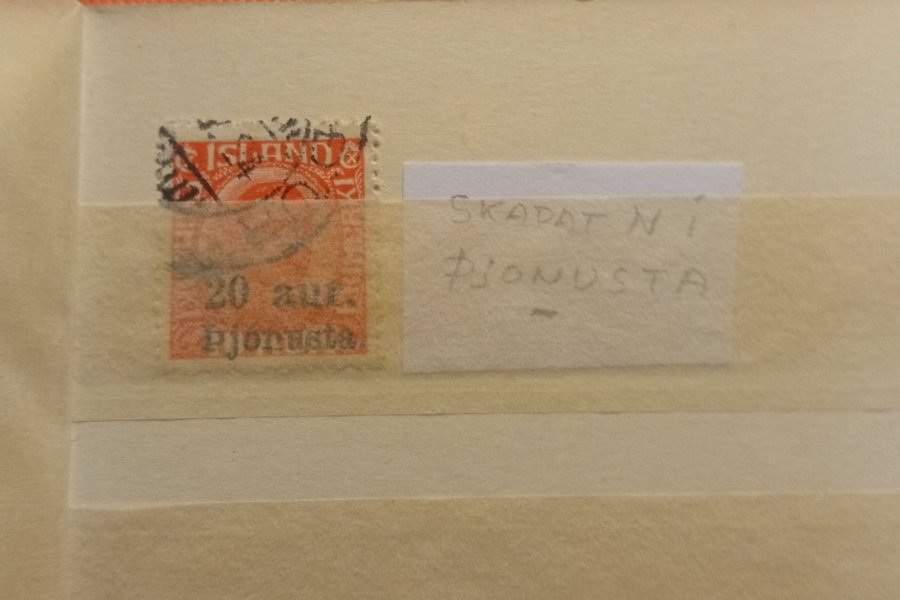 ISLAND
20 aur.
Þjónusta
SKADAT N I
ÞJONUSTA
-